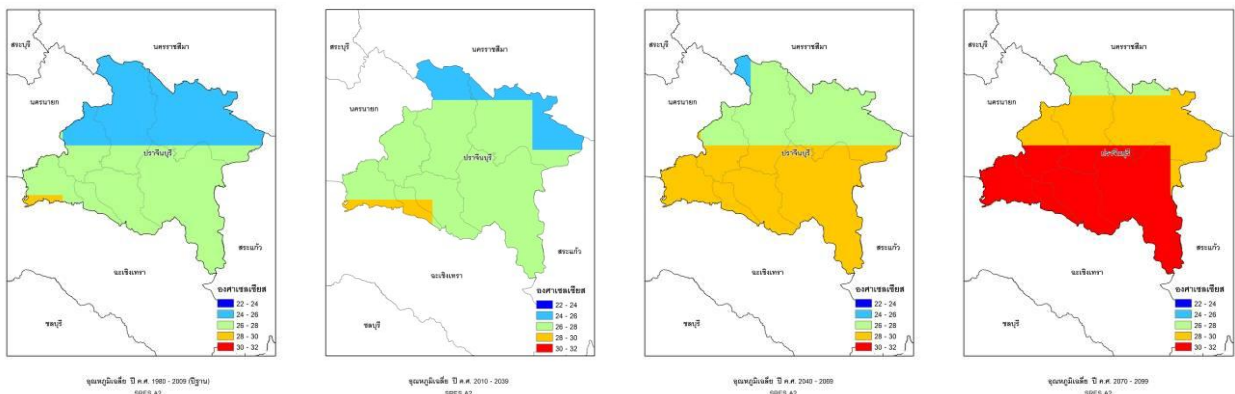 สระบุรี
นครราชสีมา
นครนายก
ปราจีนบุรี
สระแก้ว
ฉะเชิงเทรา
ชลบุรี
องศาเซลเซียส
22 - 24
24 - 26
26 - 28
28 - 30
30 - 32
อุณหภูมิเฉลี่ย ปี ค.ศ. 1980 - 2009 (ปีฐาน)
SRES A2
สระบุรี
นครราชสีมา
นครนายก
ปราจีนบุรี
สระแก้ว
ฉะเชิงเทรา
ชลบุรี
องศาเซลเซียส
22 - 24
24 - 26
26 - 28
28 - 30
30 - 32
อุณหภูมิเฉลี่ย ปี ค.ศ. 2010 - 2039
SRES A2
สระบุรี
นครราชสีมา
นครนายก
ปราจีนบุรี
สระแก้ว
ฉะเชิงเทรา
ชลบุรี
องศาเซลเซียส
22 - 24
24 - 26
26 - 28
28 - 30
30 - 32
อุณหภูมิเฉลี่ย ปี ค.ศ. 2040 - 2069
SRES A2
สระบุรี
นครราชสีมา
นครนายก
ปราจีนบุรี
สระแก้ว
ฉะเชิงเทรา
ชลบุรี
องศาเซลเซียส
22 - 24
24 - 26
26 - 28
28 - 30
30 - 32
อุณหภูมิเฉลี่ย ปี ค.ศ. 2070 - 2099
SRES A2